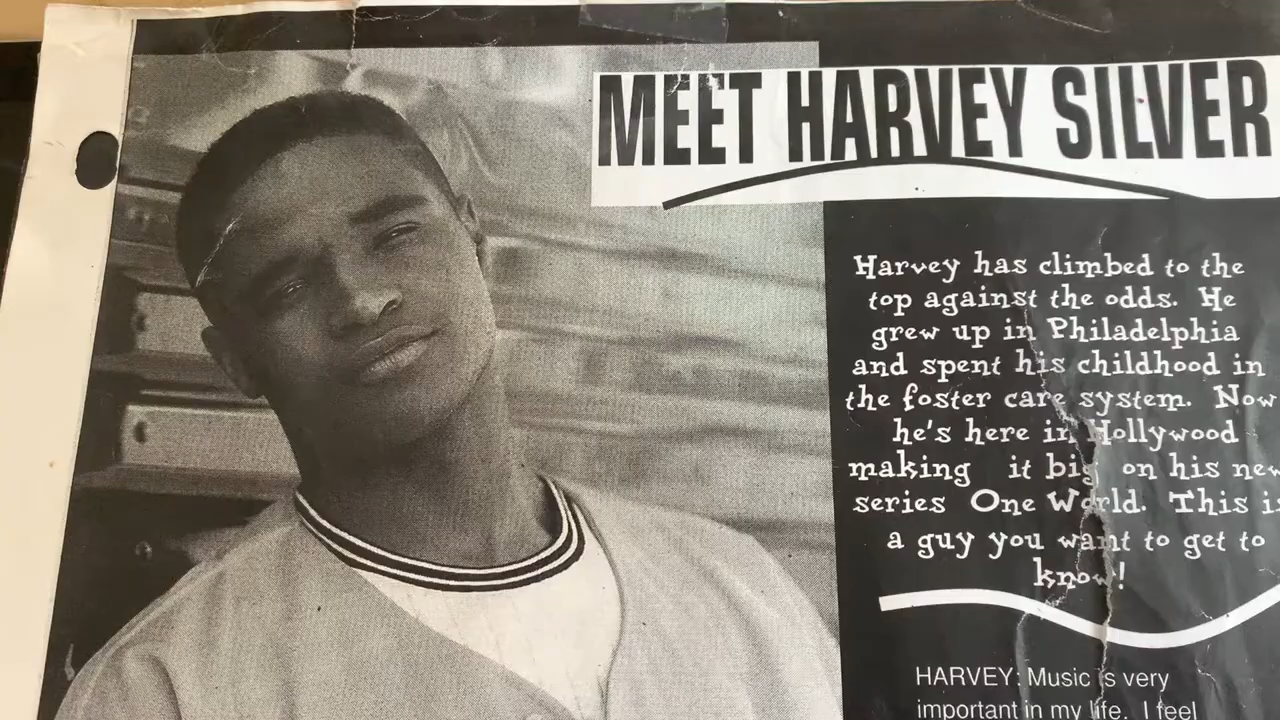 MEET HARVEY SILVER
Harvey has climbed to the
top against the odds. He
grew up in Philadelphia
and spent his childhood in
the foster care system. Now
he's here in Hollywood
making it big on his new
series One World. This is
a guy you want to get to
know!
HARVEY: Music is very
important in my life. I feel